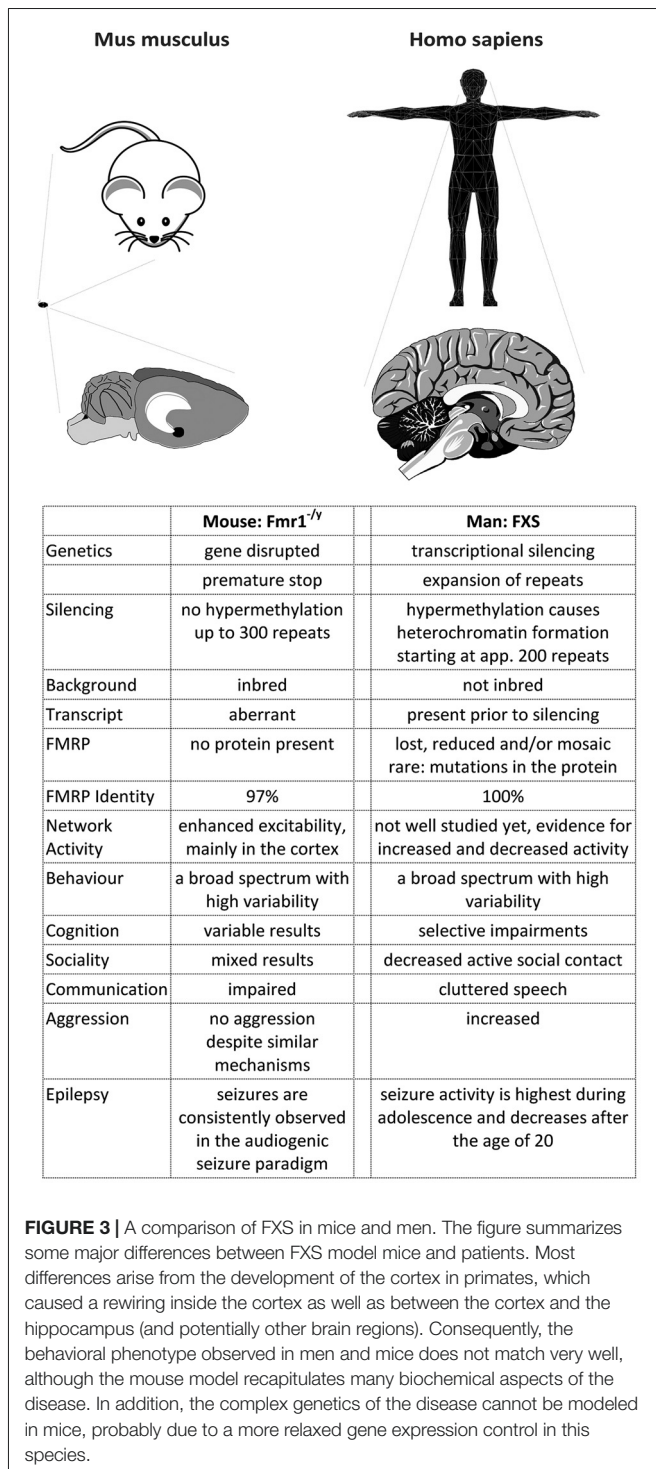 Mus musculus Homo sapiens
Mouse: Fmr1-/y Man: FXS
Genetics gene disrupted transcriptional silencing
premature stop expansion of repeats
Silencing no hypermethylation hypermethylation causes
up to 300 repeats heterochromatin formation
starting at app. 200 repeats
Background inbred not inbred
Transcript aberrant present prior to silencing
FMRP no protein present lost, reduced and/or mosaic
rare: mutations in the protein
FMRP Identity 97% 100%
Network enhanced excitability, not well studied yet, evidence for
Activity mainly in the cortex increased and decreased activity
Behaviour a broad spectrum with a broad spectrum with high
high variability variability
Cognition variable results selective impairments
Sociality mixed results decreased active social contact
Communication impaired cluttered speech
Aggression no aggression increased
despite similar
mechanisms
Epilepsy seizures are seizure activity is highest during
consistently observed adolescence and decreases after
in the audiogenic the age of 20
seizure paradigm
FIGURE 3 | A comparison of FXS in mice and men. The figure summarizes
some major differences between FXS model mice and patients. Most
differences arise from the development of the cortex in primates, which
caused a rewiring inside the cortex as well as between the cortex and the
hippocampus (and potentially other brain regions). Consequently, the
behavioral phenotype observed in men and mice does not match very well,
although the mouse model recapitulates many biochemical aspects of the
disease. In addition, the complex genetics of the disease cannot be modeled
in mice, probably due to a more relaxed gene expression control in this
species.